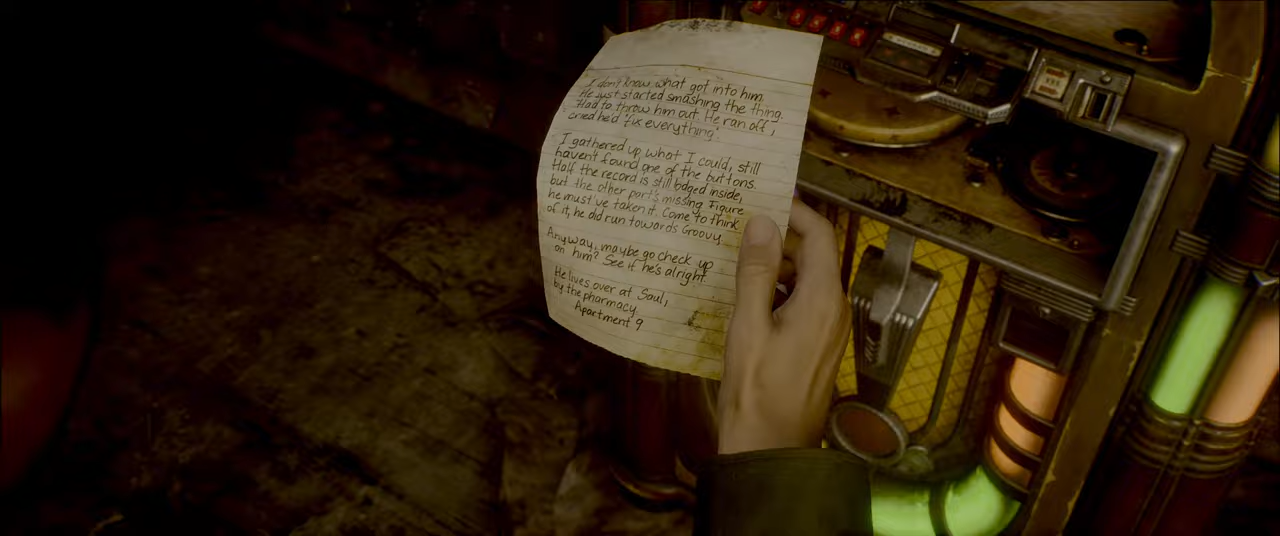 I don't know what got into him.
He just started smashing the thing.
Had to throw him out. He ran off,
cried he'd 'fix everything'.
I gathered up what I could, still
havent found one of the buttons.
Half the record is still lodged inside,
but the other part's missing. Figure
he must've taken it. Come to think
of it, he did run towards Groovy.
Anyway, maybe go check up
on him? See if he's alright.
He lives over at Saul,
by the pharmacy
Apartment 9